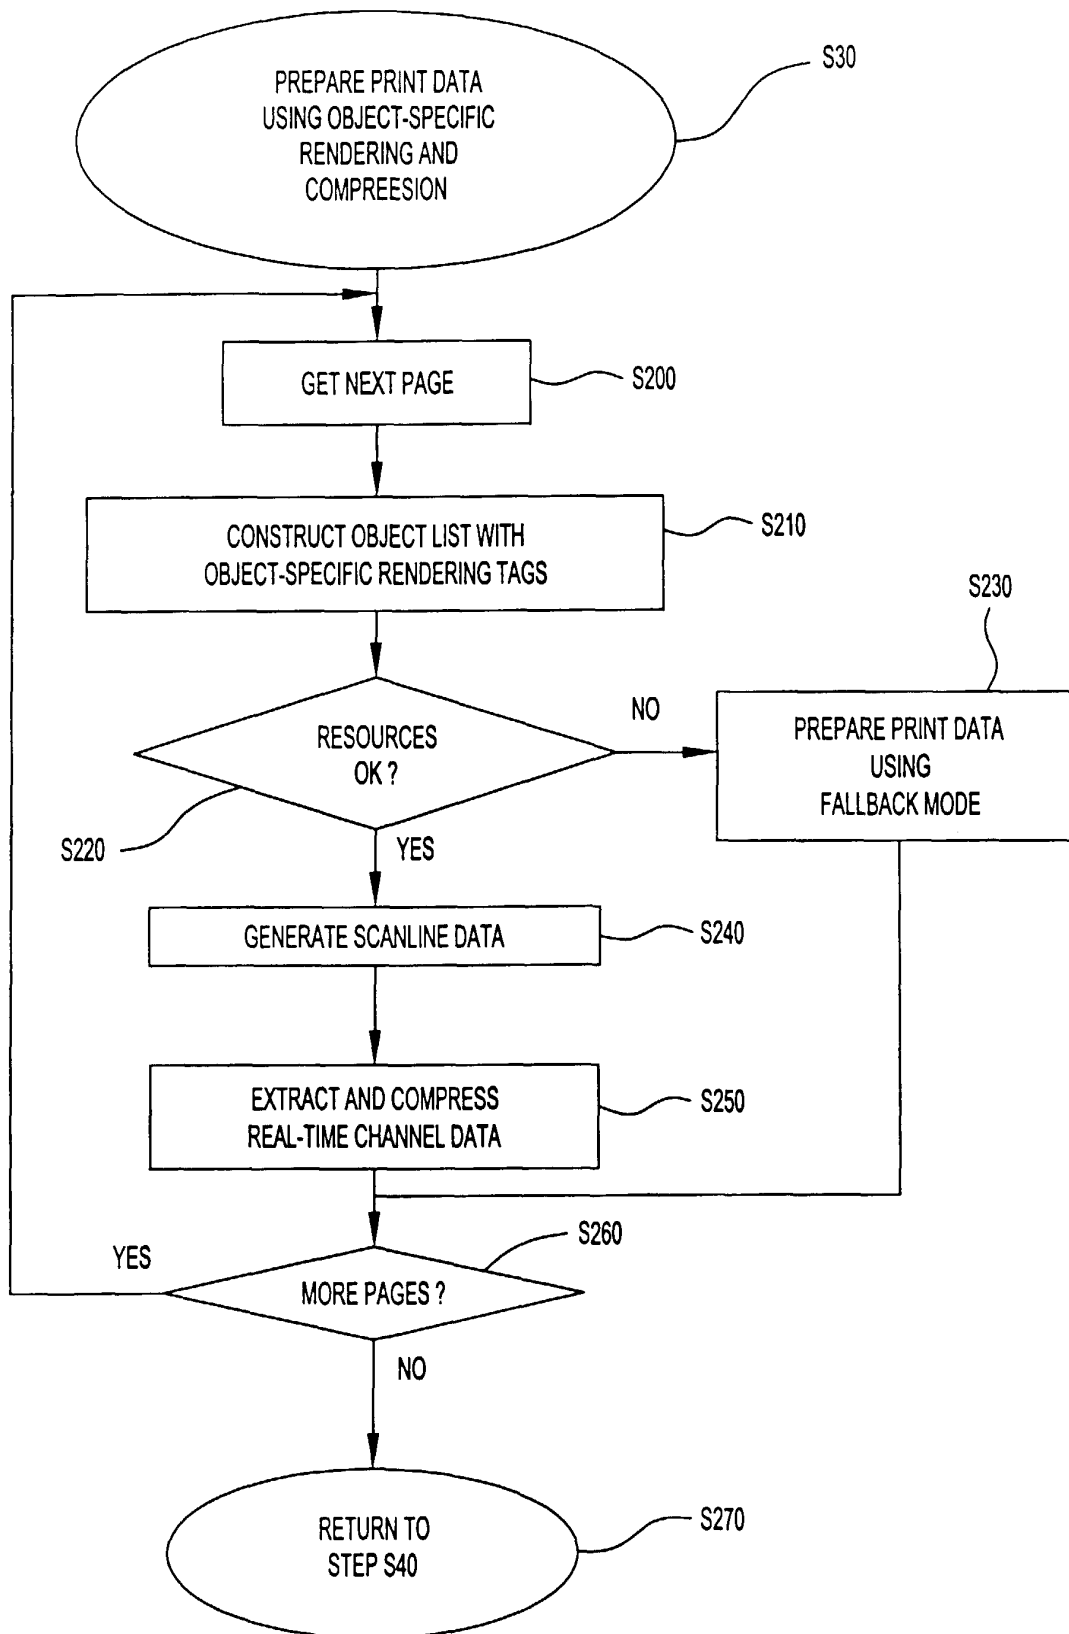 PREPARE PRINT DATA
USING OBJECT-SPECIFIC
RENDERING AND
COMPREESION
S30
GET NEXT PAGE
S200
CONSTRUCT OBJECT LIST WITH
OBJECT-SPECIFIC RENDERING TAGS
S210
RESOURCES
OK ?
S220
NO
YES
S230
PREPARE PRINT DATA
USING
FALLBACK MODE
GENERATE SCANLINE DATA
S240
EXTRACT AND COMPRESS
REAL-TIME CHANNEL DATA
S250
MORE PAGES ?
S260
YES
NO
RETURN TO
STEP S40
S270